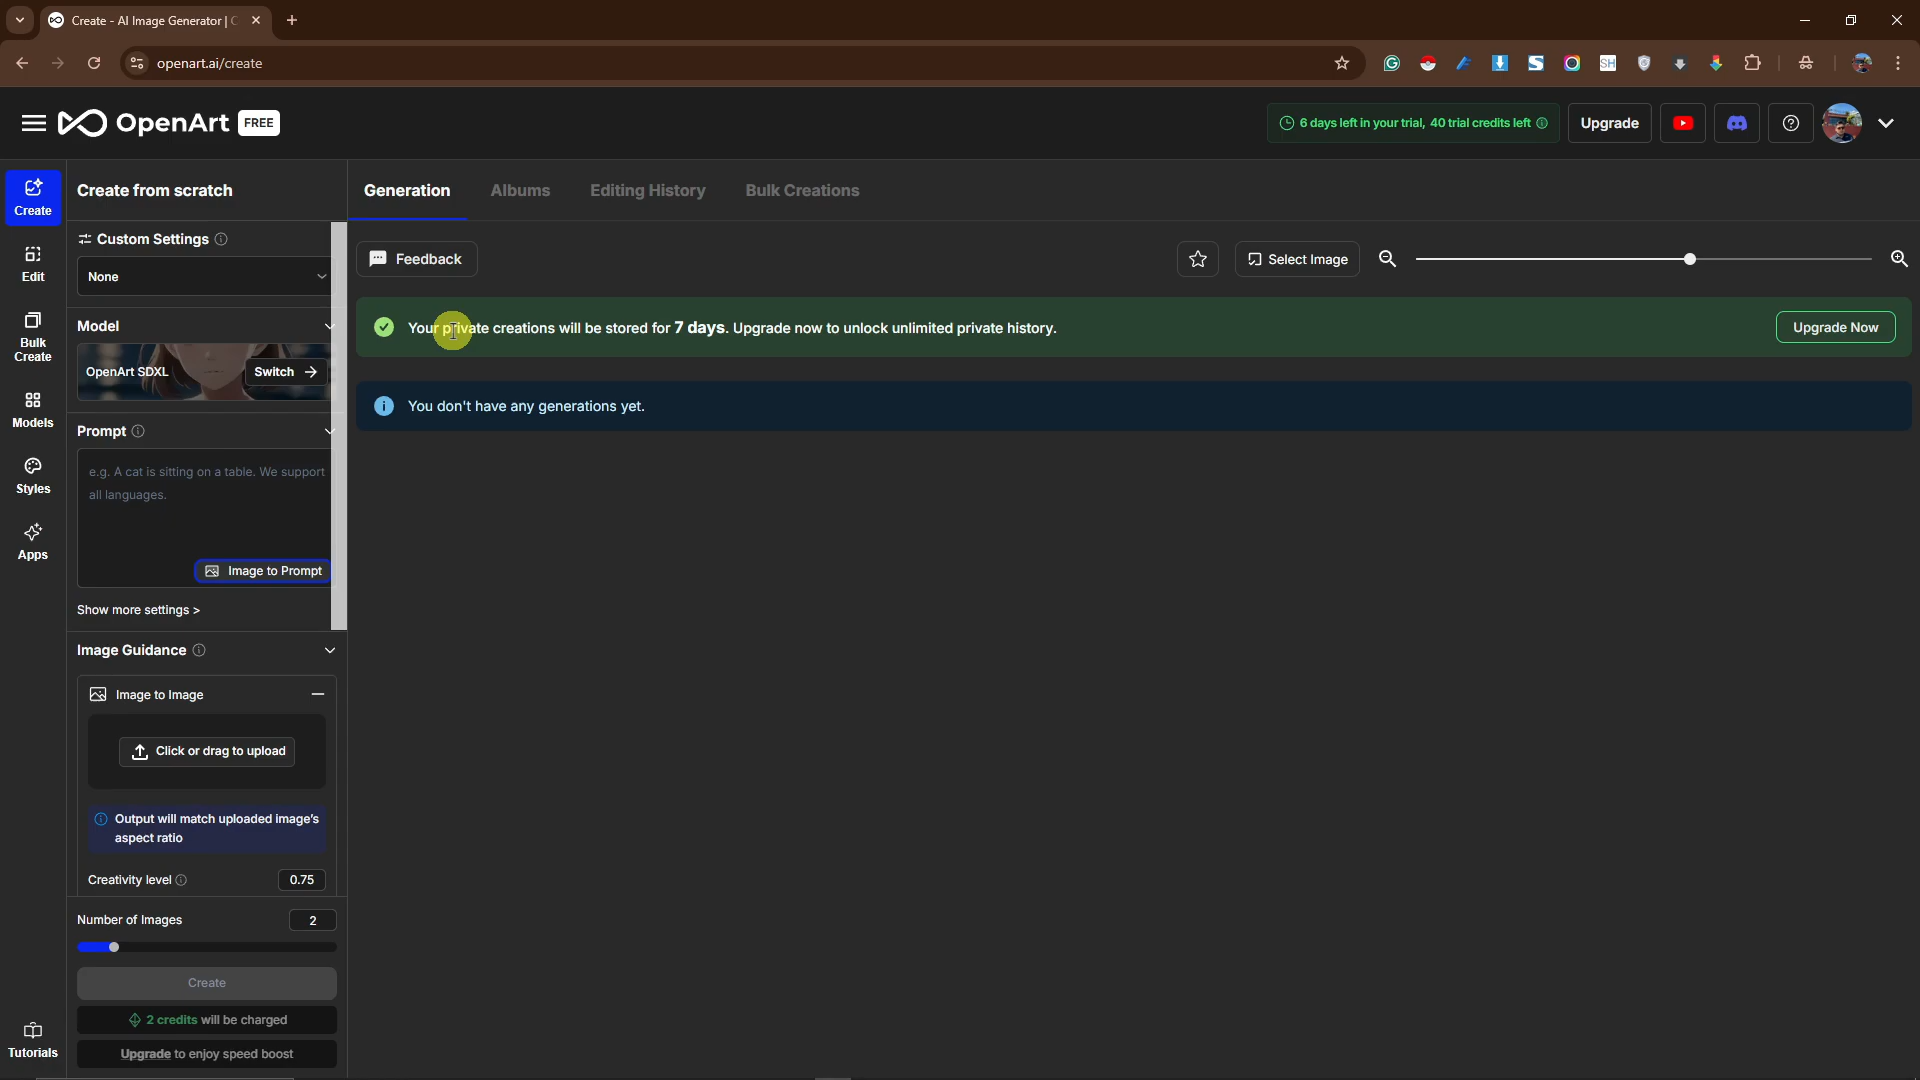 Create - AI Image Generator |
openart.ai/create
OpenArt FREE
6 days left in your trial, 40 trial credits left
Upgrade
Create
Edit
Bulk
Create
Models
Styles
Apps
Tutorials
Create from scratch
Custom Settings
None
Model
OpenArt SDXL
Switch
Prompt
e.g. A cat is sitting on a table. We support
all languages.
Image to Prompt
Show more settings >
Image Guidance
Image to Image
Click or drag to upload
Output will match uploaded image's
aspect ratio
Creativity level
0.75
Number of Images
2
Create
2 credits will be charged
Upgrade to enjoy speed boost
Generation
Albums
Editing History
Bulk Creations
Feedback
Select Image
Your private creations will be stored for 7 days. Upgrade now to unlock unlimited private history.
Upgrade Now
You don't have any generations yet.